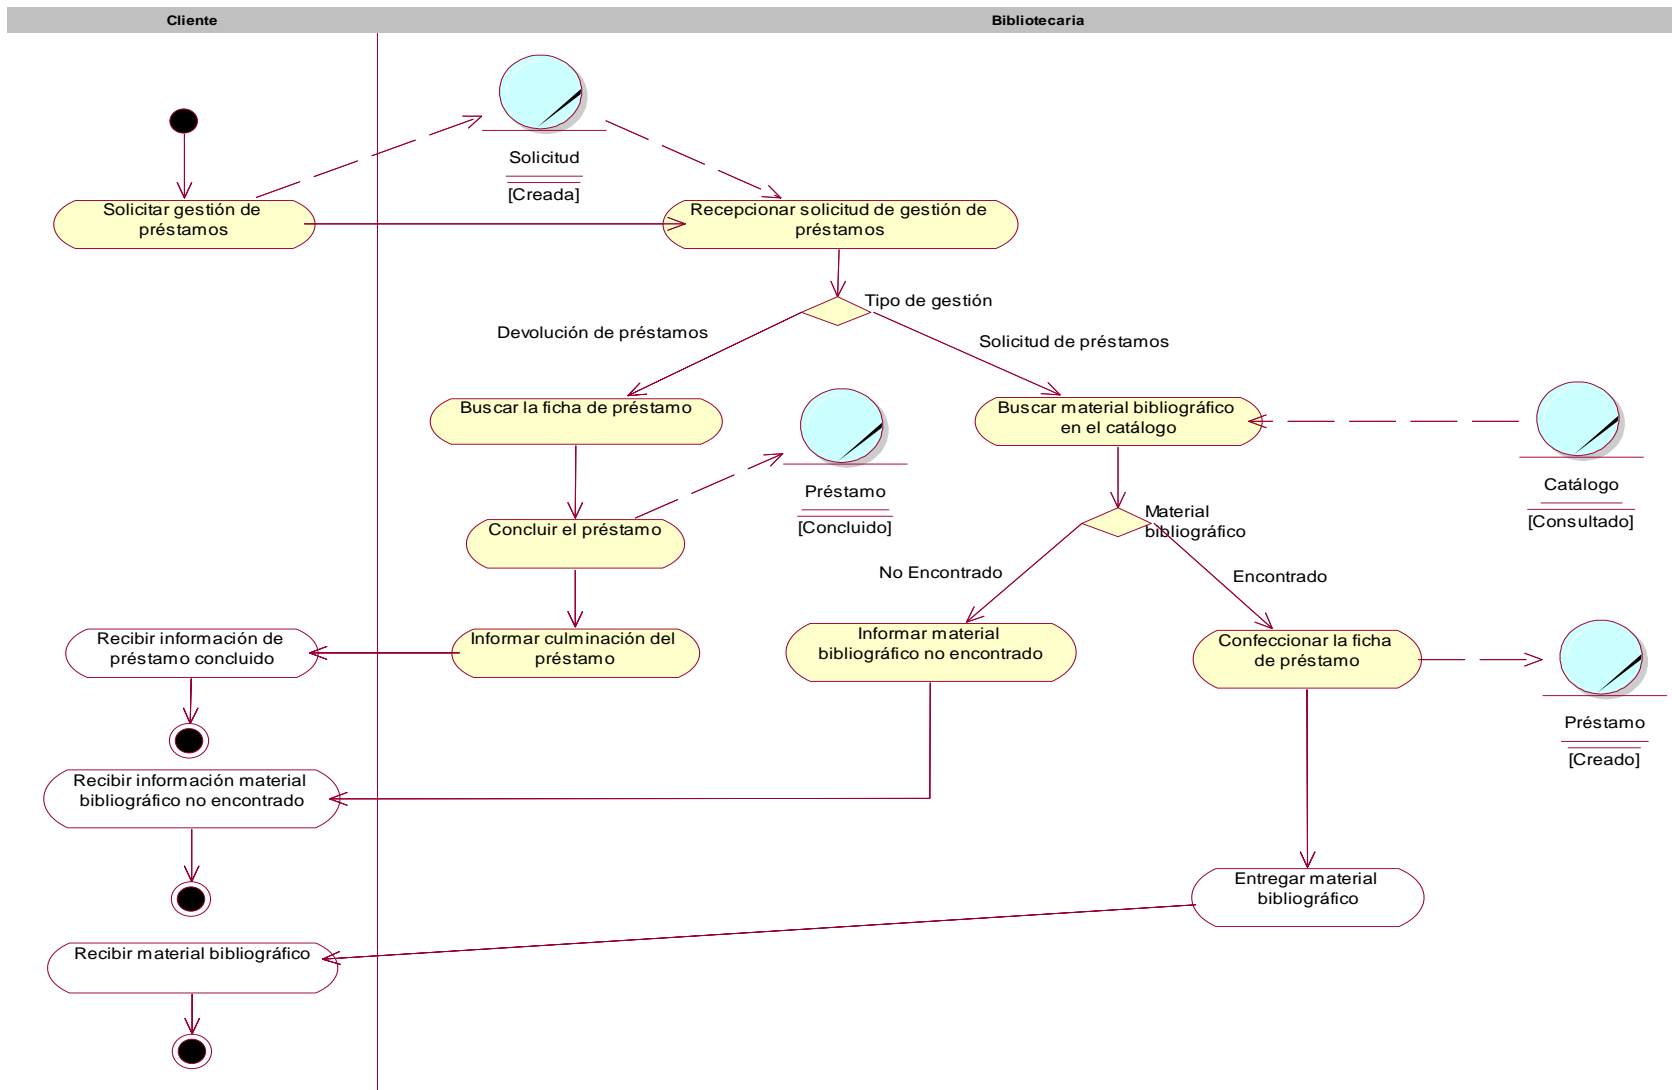 Cliente
Bibliotecaria
Solicitud
[Creada]
Solicitar gestión de
préstamos
Recepcionar solicitud de gestión de
préstamos
Tipo de gestión
Devolución de préstamos
Solicitud de préstamos
Buscar la ficha de préstamo
Buscar material bibliográfico
en el catálogo
Préstamo
[Concluido]
Catálogo
[Consultado]
Concluir el préstamo
Material
bibliográfico
No Encontrado
Encontrado
Recibir información de
préstamo concluido
Informar culminación del
préstamo
Informar material
bibliográfico no encontrado
Confeccionar la ficha
de préstamo
Préstamo
[Creado]
Recibir información material
bibliográfico no encontrado
Entregar material
bibliográfico
Recibir material bibliográfico